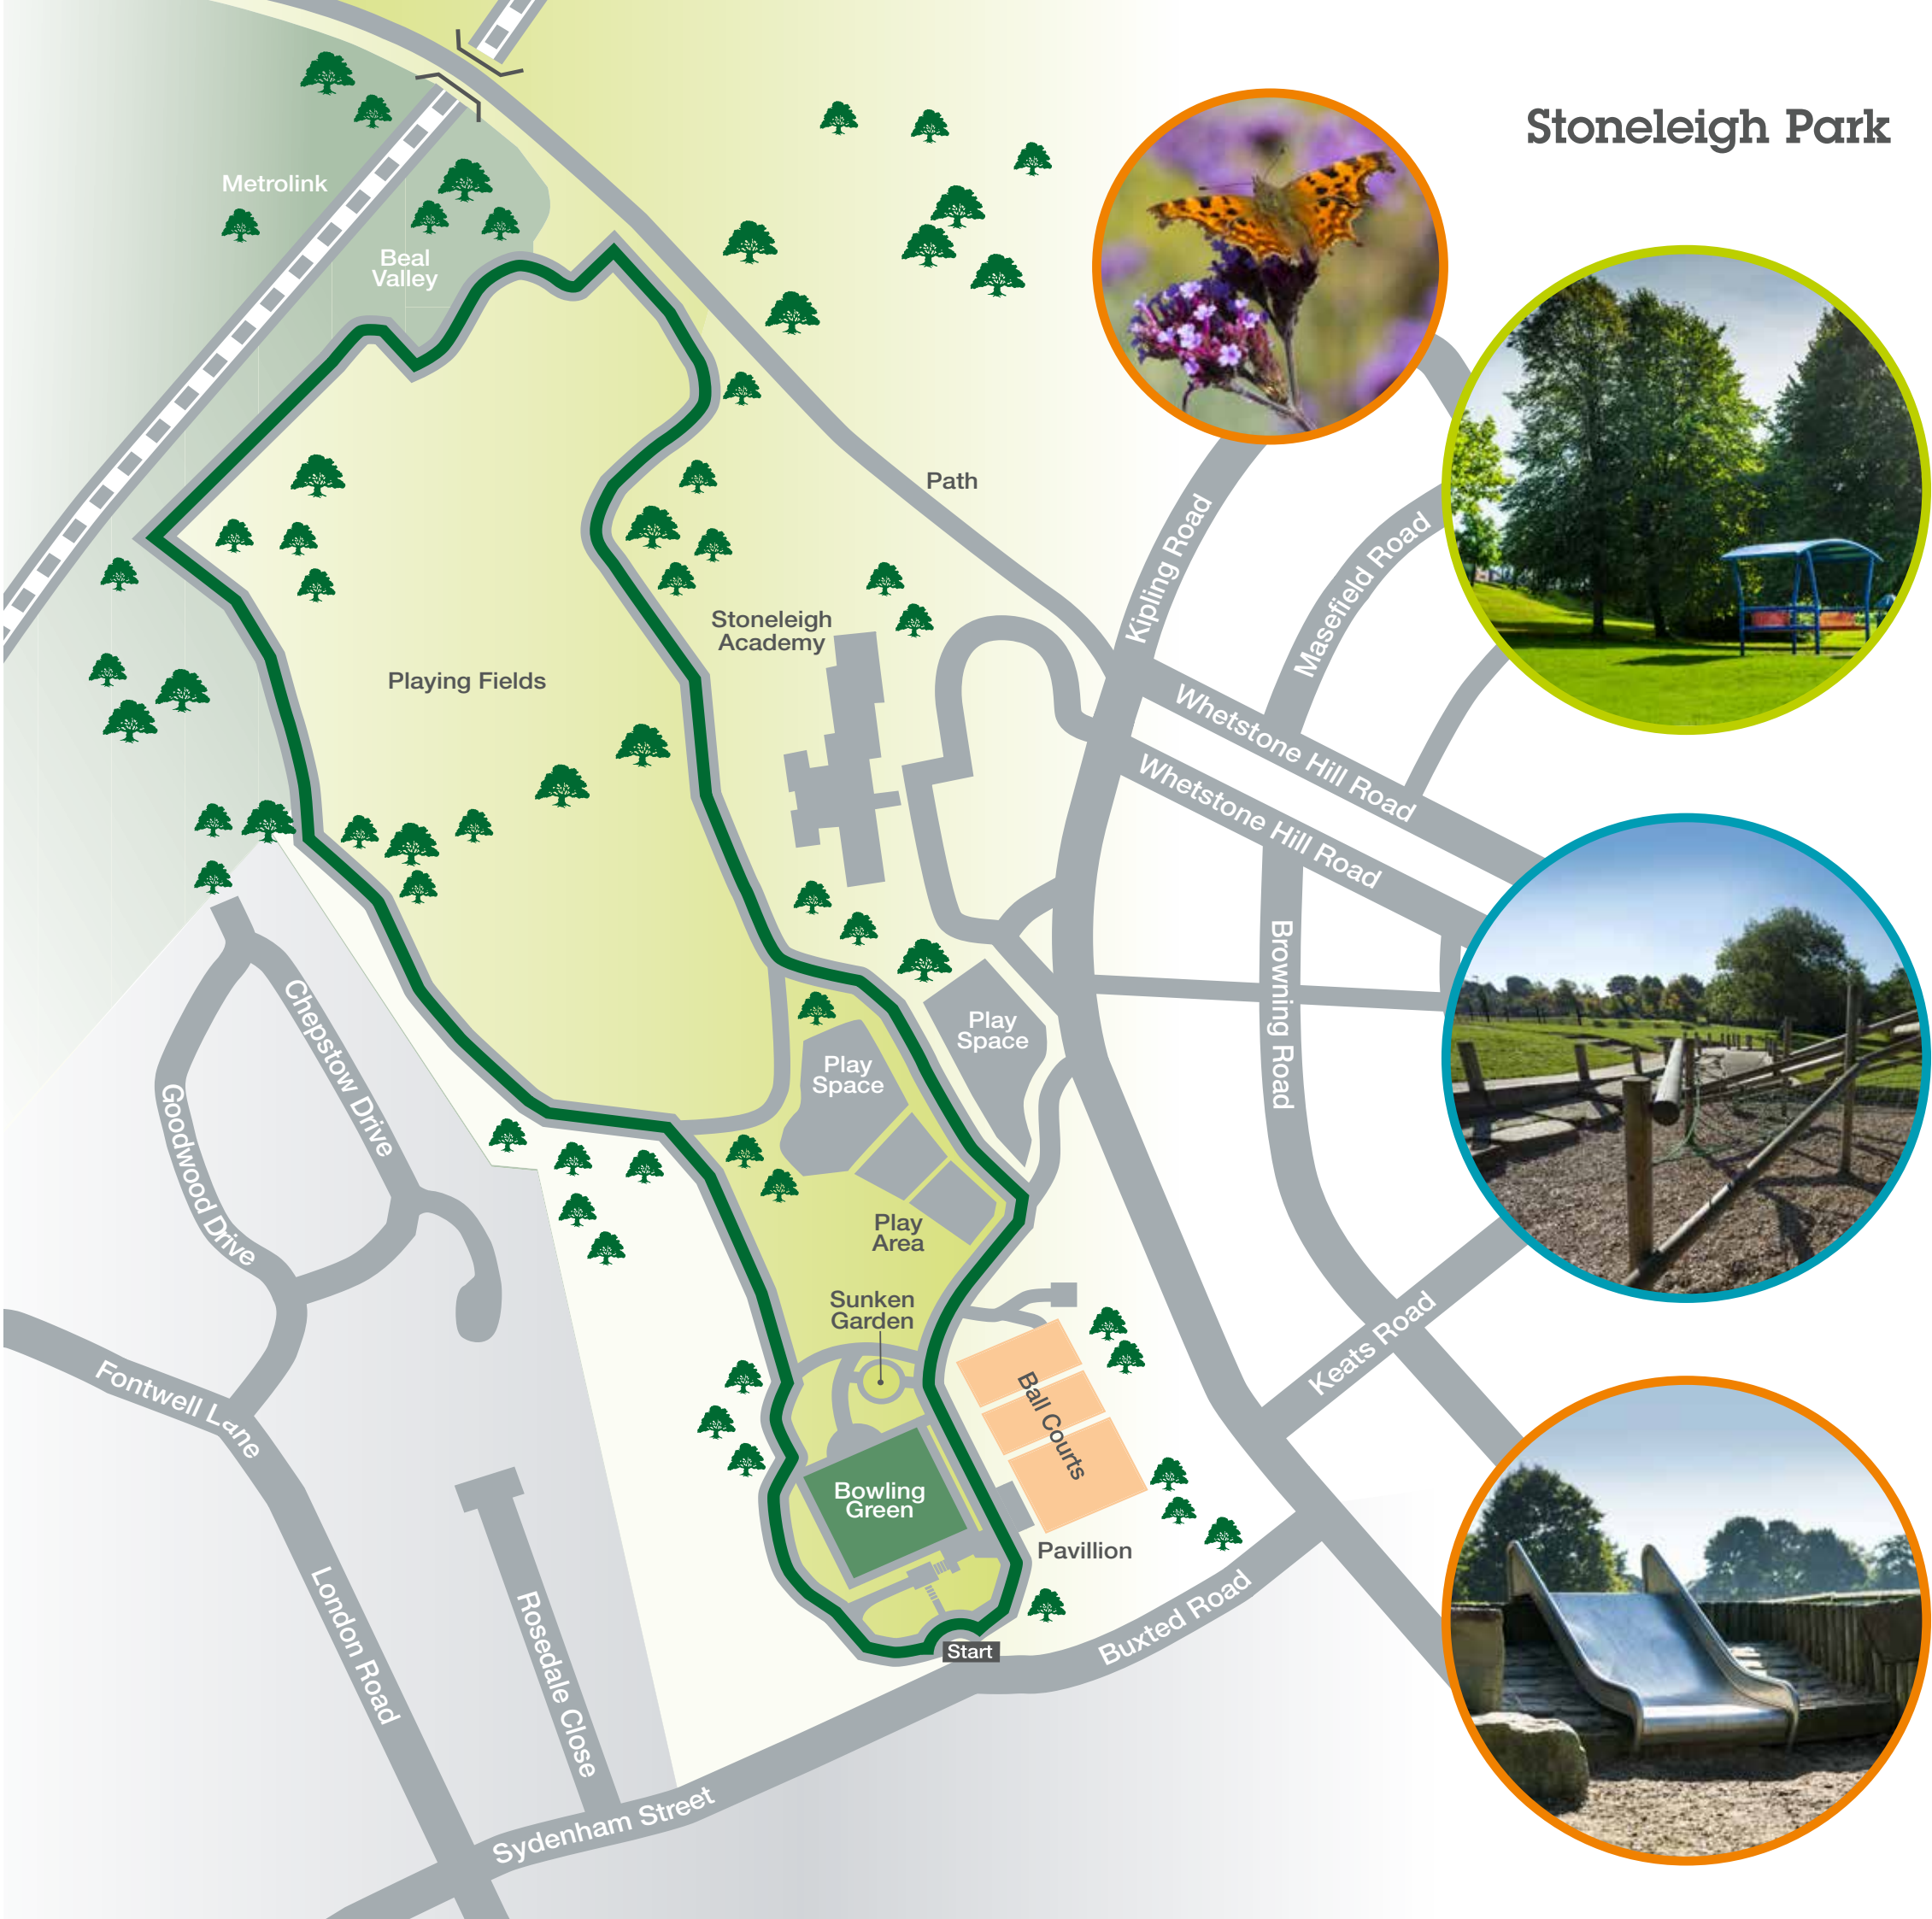 Stoneleigh Park
Metrolink
Beal
Valley
Path
Kipling Road
Masefield Road
Stoneleigh
Academy
Playing Fields
Whetstone Hill Road
Whetstone Hill Road
Browning Road
Chepstow Drive
Goodwood Drive
Play
Space
Play
Space
Play
Area
Sunken
Garden
Keats Road
Fontwell Lane
Ball Courts
Bowling
Green
Pavillion
Start
Buxted Road
London Road
Rosedale Close
Sydenham Street